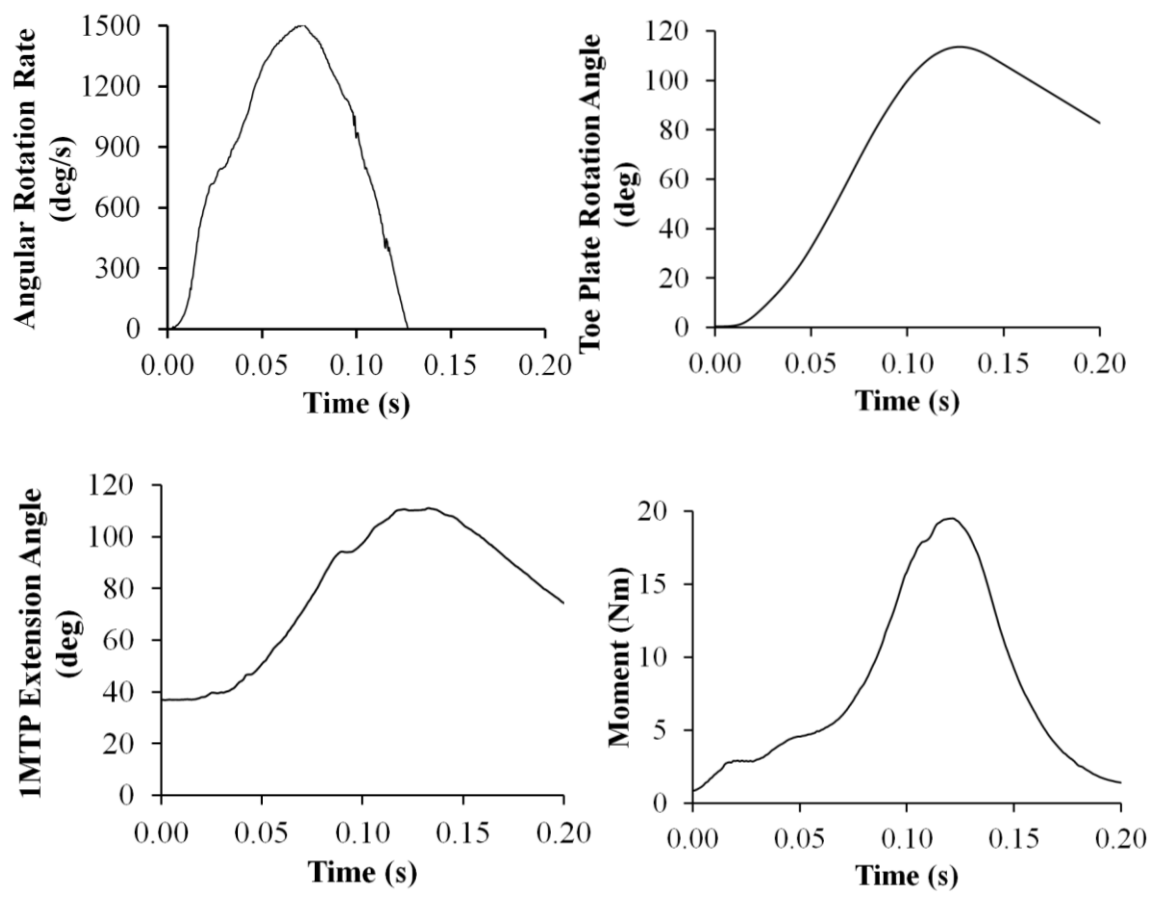 Angular Rotation Rate
(deg/s)
1500
1200
900
600
300
0
0.00 0.05 0.10 0.15 0.20
Time (s)
Toe Plate Rotation Angle
(deg)
120
100
80
60
40
20
0
0.00 0.05 0.10 0.15 0.20
Time (s)
1MTP Extension Angle
(deg)
120
100
80
60
40
20
0
0.00 0.05 0.10 0.15 0.20
Time (s)
Moment (Nm)
20
15
10
5
0
0.00 0.05 0.10 0.15 0.20
Time (s)